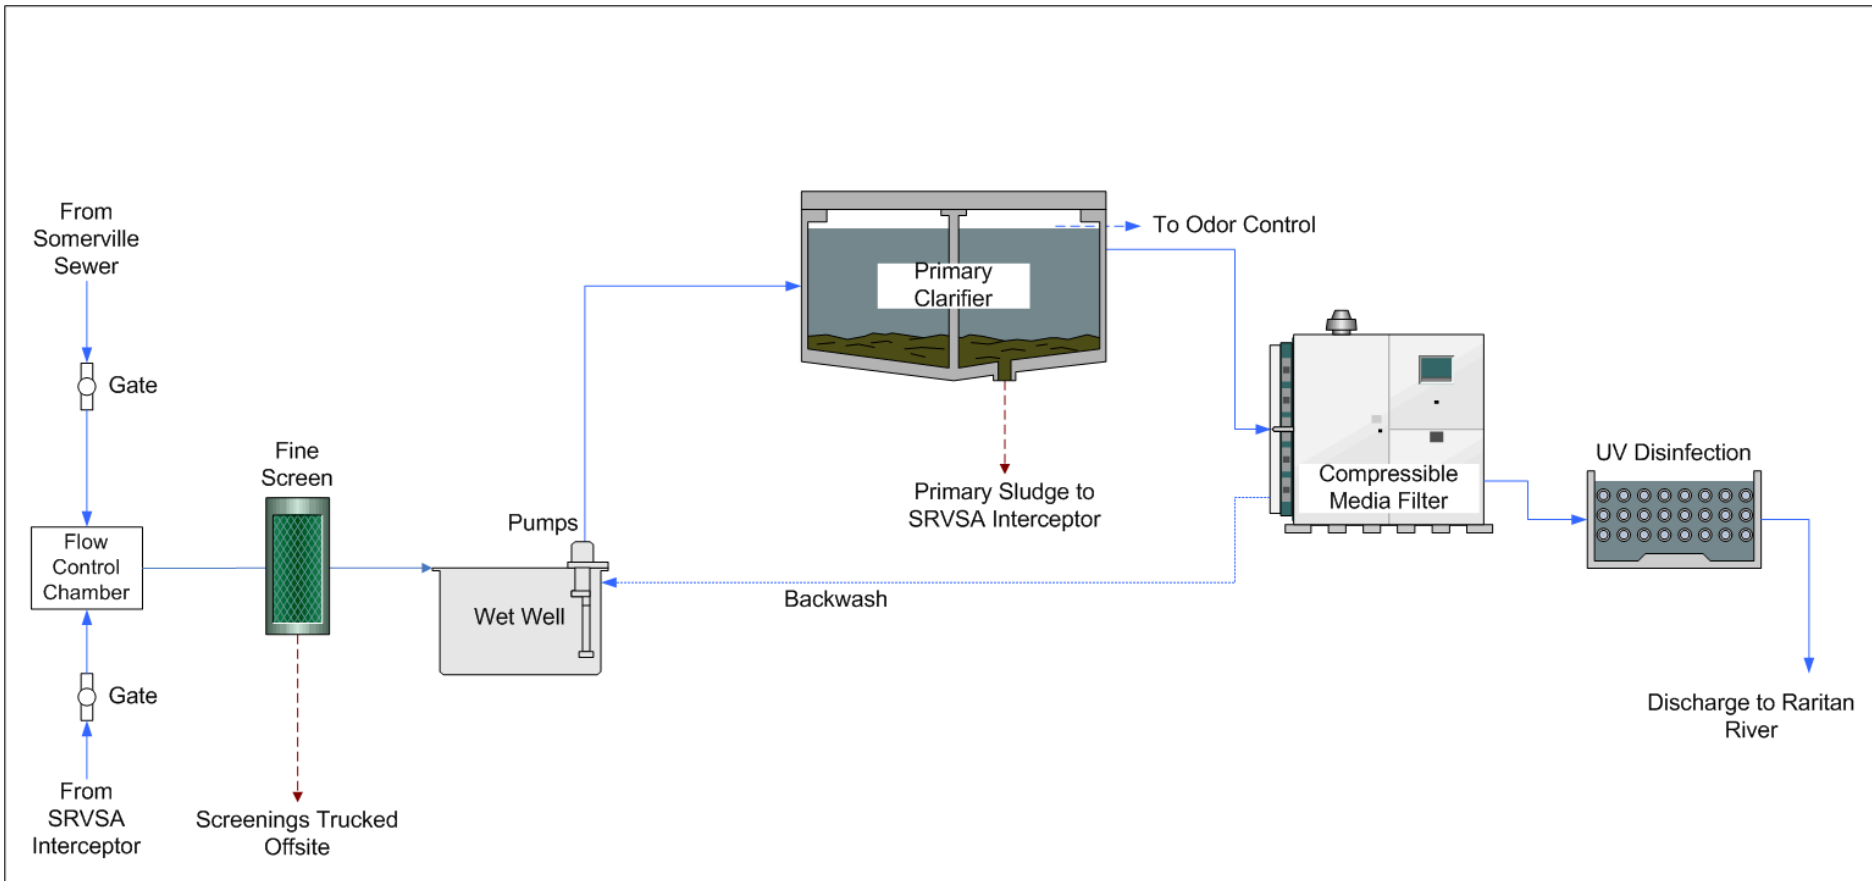 From
Somerville
Sewer
Gate
Flow
Control
Chamber
Gate
From
SRVSA
Interceptor
Fine
Screen
Screenings Trucked
Offsite
Pumps
Wet Well
Backwash
Primary
Clarifier
To Odor Control
Primary Sludge to
SRVSA Interceptor
Compressible
Media Filter
UV Disinfection
Discharge to Raritan
River